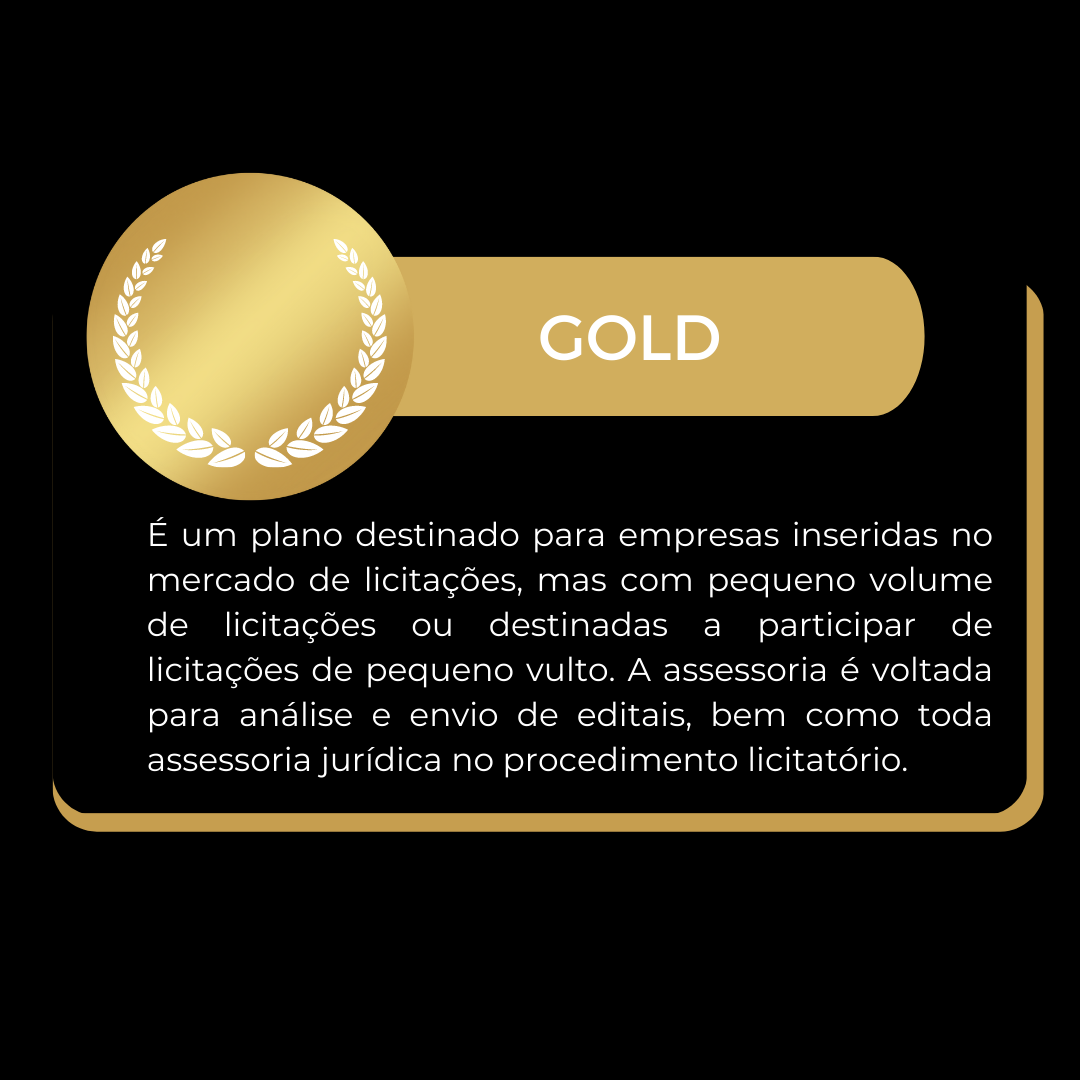 GOLD
É um plano destinado para empresas inseridas no
mercado de licitações, mas com pequeno volume
de licitações ou destinadas a participar de
licitações de pequeno vulto. A assessoria é voltada
para análise e envio de editais, bem como toda
assessoria jurídica no procedimento licitatório.